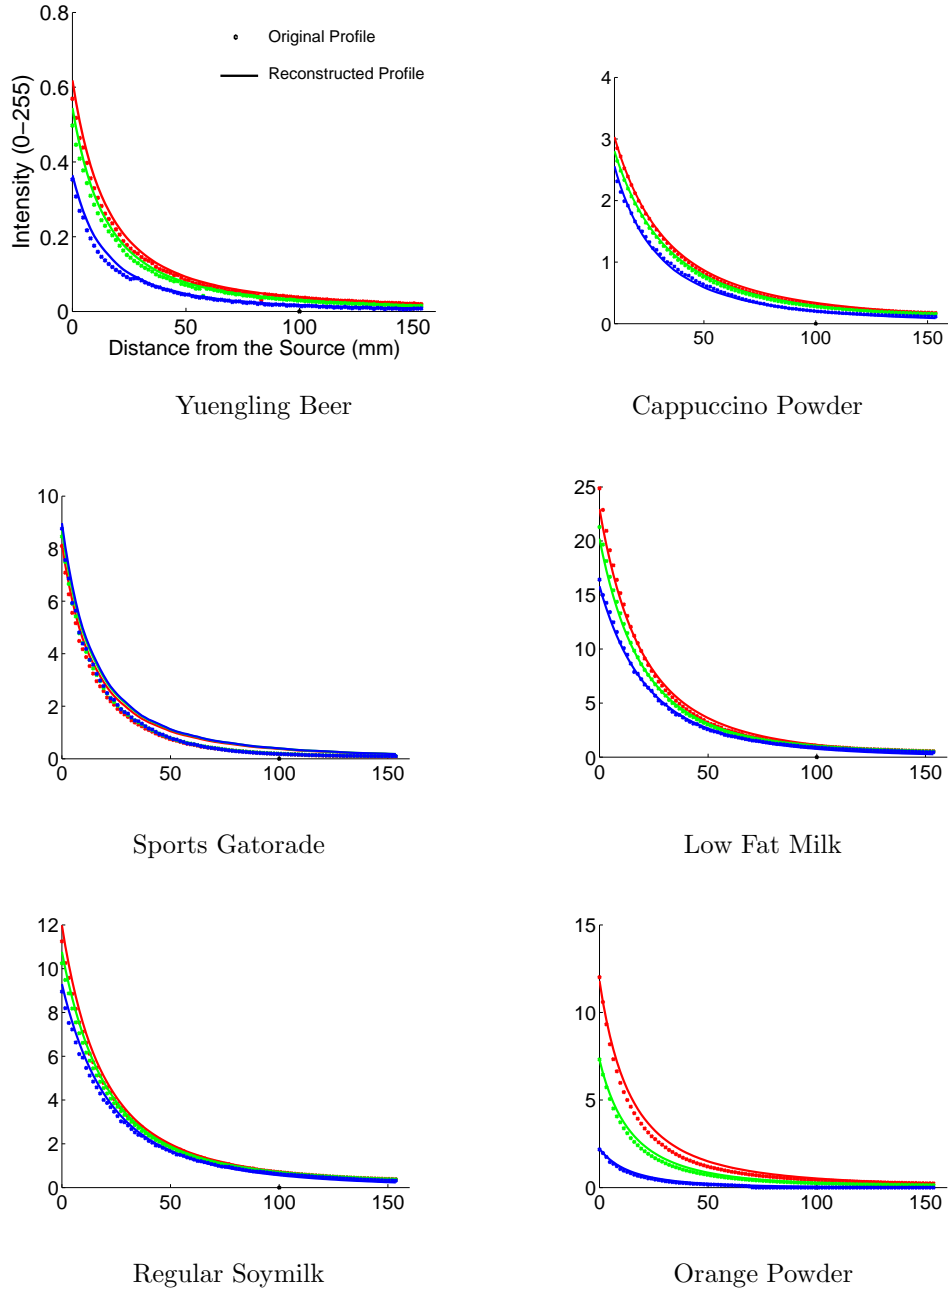 0.8
0.6
0.4
0.2
0
Intensity (0−255)
Original Profile
Reconstructed Profile
0 50 100 150
Distance from the Source (mm)
Yuengling Beer
4
3
2
1
0
50 100 150
Cappuccino Powder
10
8
6
4
2
0
0 50 100 150
Sports Gatorade
25
20
15
10
5
0
0 50 100 150
Low Fat Milk
12
10
8
6
4
2
0
0 50 100 150
Regular Soymilk
15
10
5
0
0 50 100 150
Orange Powder